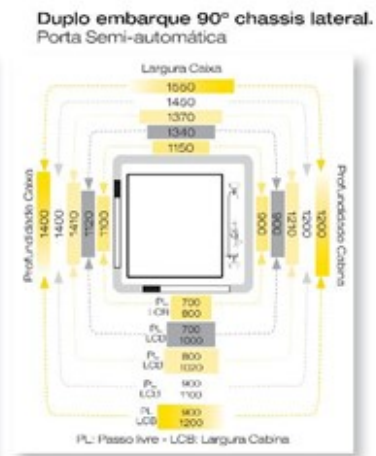 Duplo embarque 90º chassis lateral.
Porta Semi-automática
Largura Caixa
1550
1450
1370
1340
1150
Profundidade Caixa
1400
1400
1410
1120
1100
900
900
1210
1200
1200
Profundidade Cabina
PL 700
LCB 800
PL 700
LCB 1000
PL 800
LCB 1020
PL 900
LCB 1100
PL 900
LCB 1200
PL: Passo livre - LCB: Largura Cabina